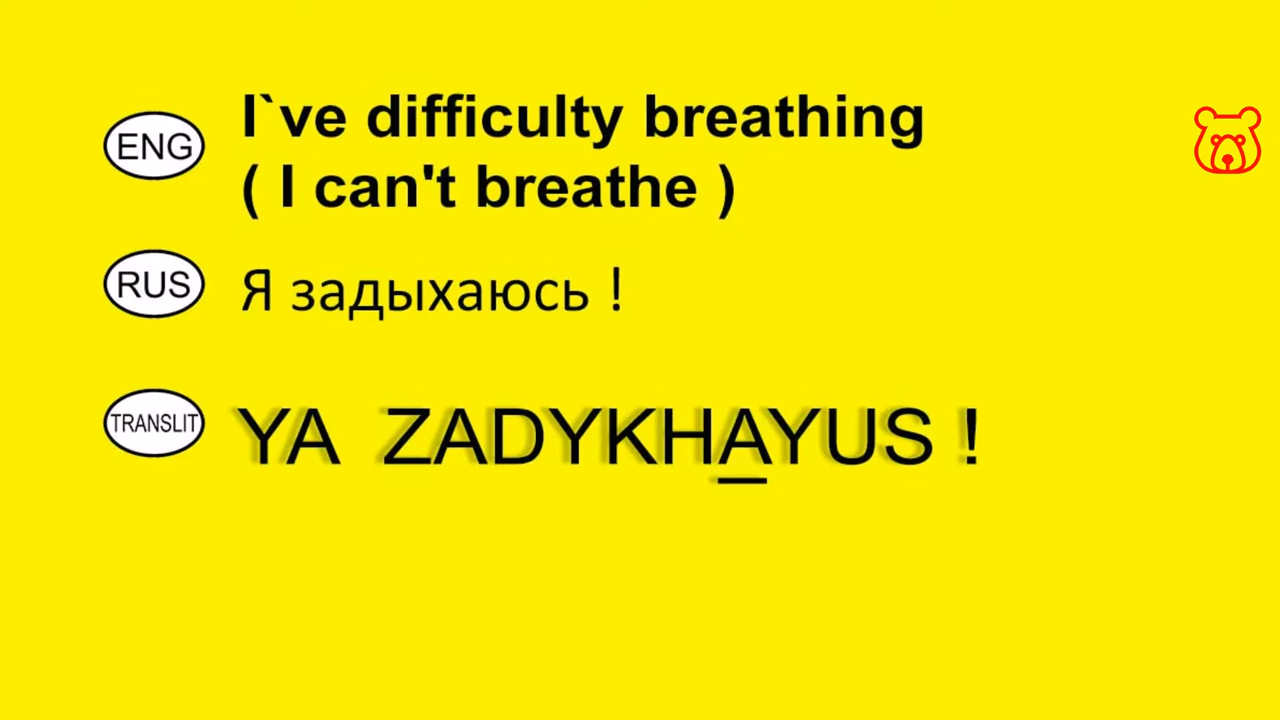 ENG
I`ve difficulty breathing
( I can't breathe )
RUS
Я задыхаюсь !
TRANSLIT
YA ZADYKHAYUS !